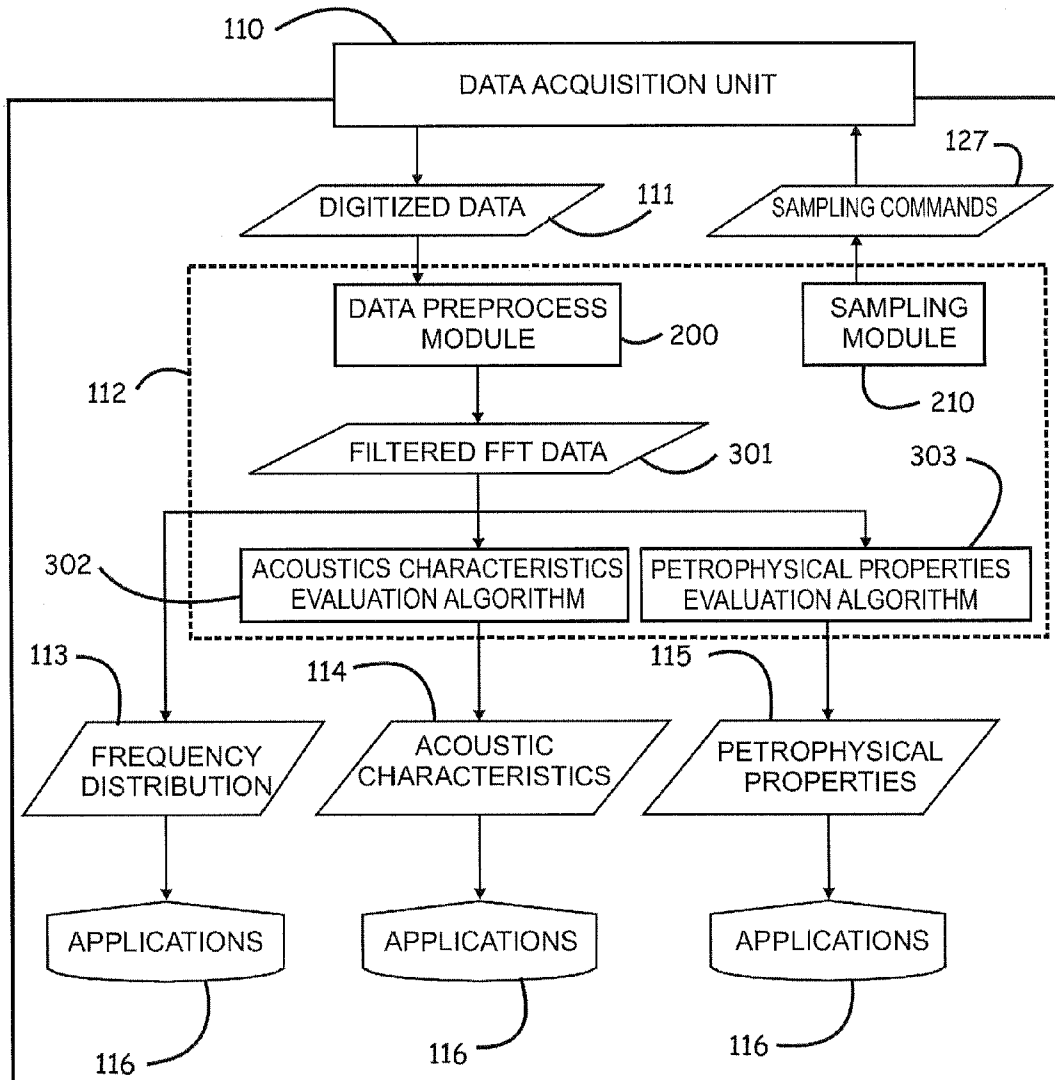 110
DATA ACQUISITION UNIT
127
DIGITIZED DATA
111
SAMPLING COMMANDS
DATA PREPROCESS
MODULE
200
SAMPLING
MODULE
210
112
FILTERED FFT DATA
301
303
302
ACOUSTICS CHARACTERISTICS
EVALUATION ALGORITHM
PETROPHYSICAL PROPERTIES
EVALUATION ALGORITHM
113
114
115
FREQUENCY
DISTRIBUTION
ACOUSTIC
CHARACTERISTICS
PETROPHYSICAL
PROPERTIES
APPLICATIONS
APPLICATIONS
APPLICATIONS
116
116
116